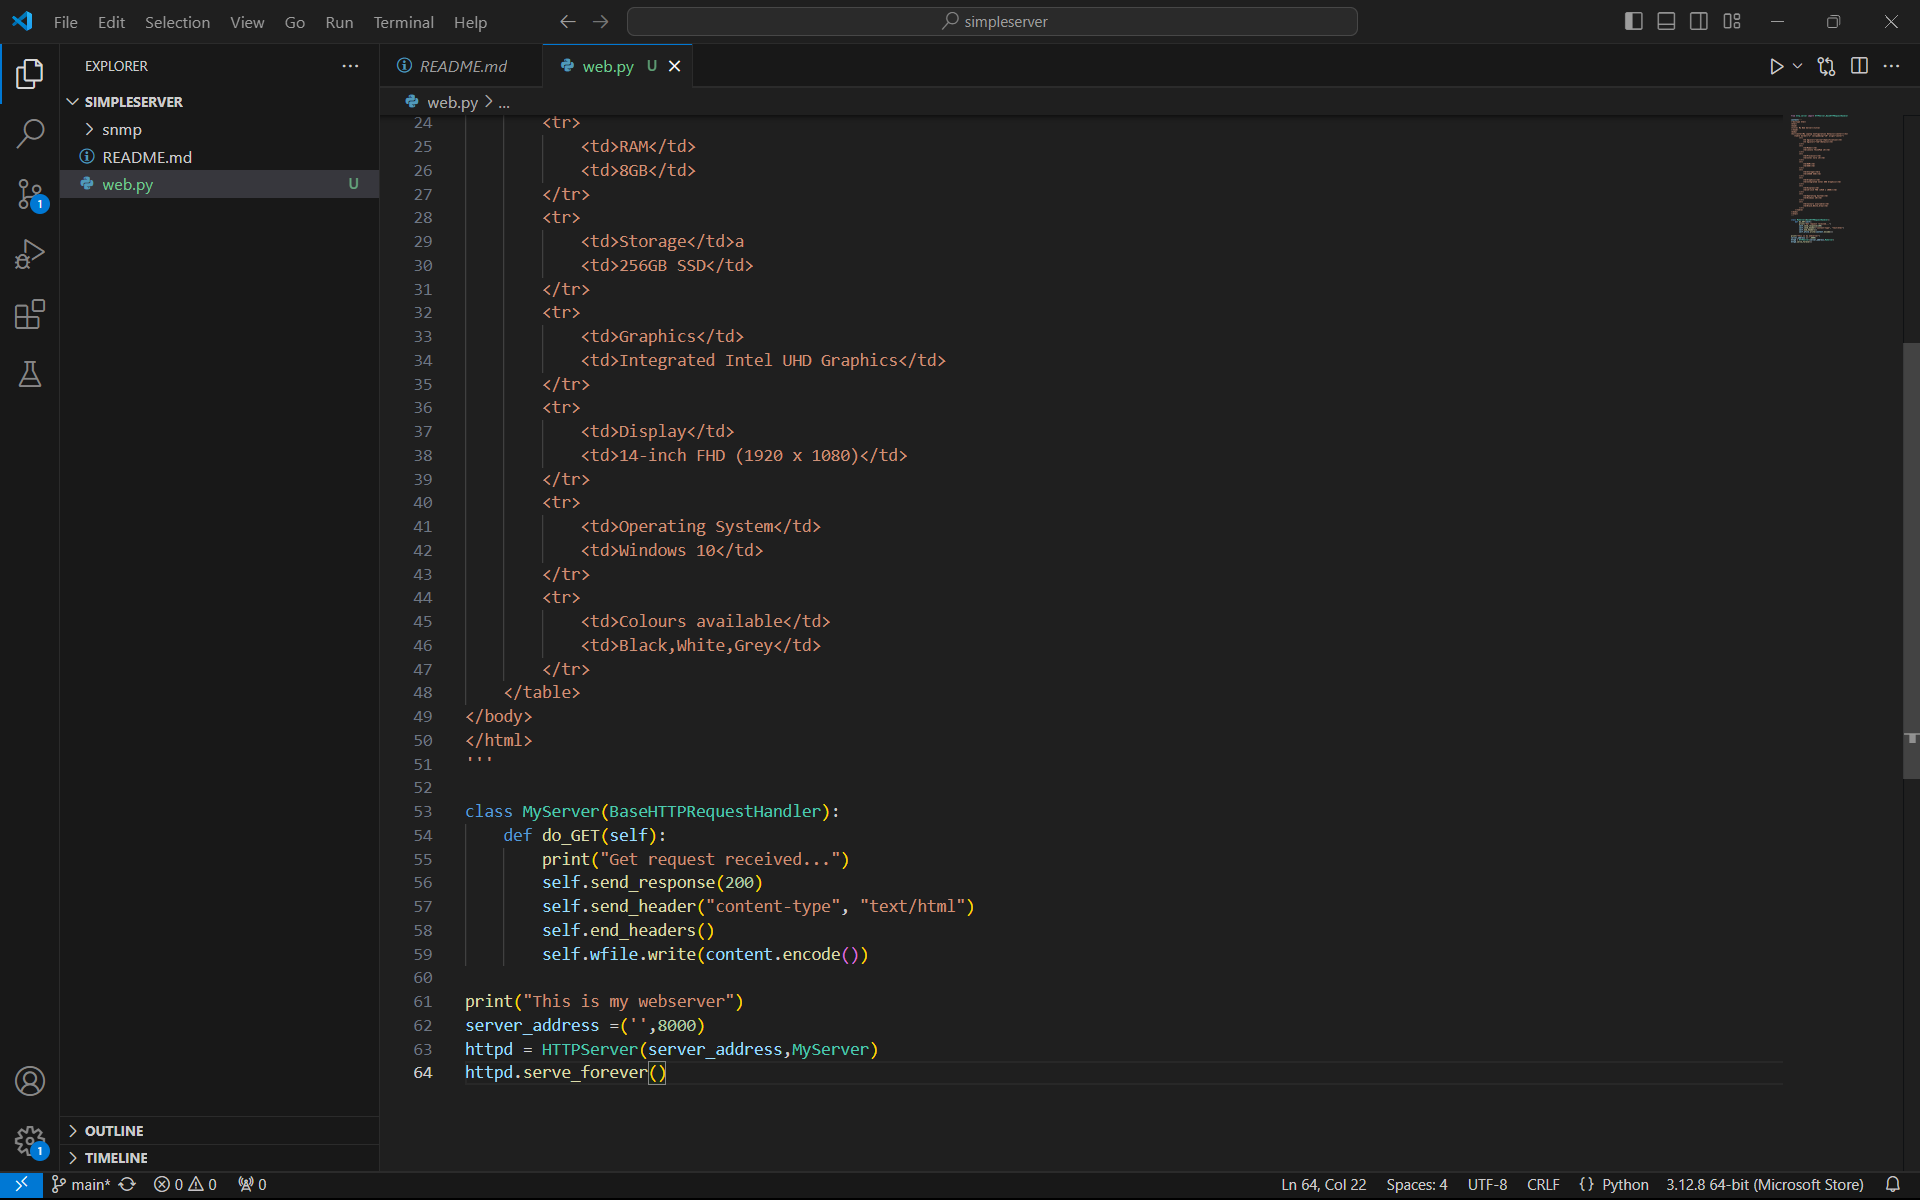 File Edit Selection View Go Run Terminal Help simpleserver
EXPLORER
SIMPLESERVER
snmp
README.md
web.py U
OUTLINE
TIMELINE
README.md web.py U
web.py > ...
24 <tr>
25 <td>RAM</td>
26 <td>8GB</td>
27 </tr>
28 <tr>
29 <td>Storage</td>a
30 <td>256GB SSD</td>
31 </tr>
32 <tr>
33 <td>Graphics</td>
34 <td>Integrated Intel UHD Graphics</td>
35 </tr>
36 <tr>
37 <td>Display</td>
38 <td>14-inch FHD (1920 x 1080)</td>
39 </tr>
40 <tr>
41 <td>Operating System</td>
42 <td>Windows 10</td>
43 </tr>
44 <tr>
45 <td>Colours available</td>
46 <td>Black,White,Grey</td>
47 </tr>
48 </table>
49 </body>
50 </html>
51 '''
52
53 class MyServer(BaseHTTPRequestHandler):
54 def do_GET(self):
55 print("Get request received...")
56 self.send_response(200)
57 self.send_header("content-type", "text/html")
58 self.end_headers()
59 self.wfile.write(content.encode())
60
61 print("This is my webserver")
62 server_address =('',8000)
63 httpd = HTTPServer(server_address,MyServer)
64 httpd.serve_forever()
1
1
main* 0 0 0 Ln 64, Col 22 Spaces: 4 UTF-8 CRLF {} Python 3.12.8 64-bit (Microsoft Store)